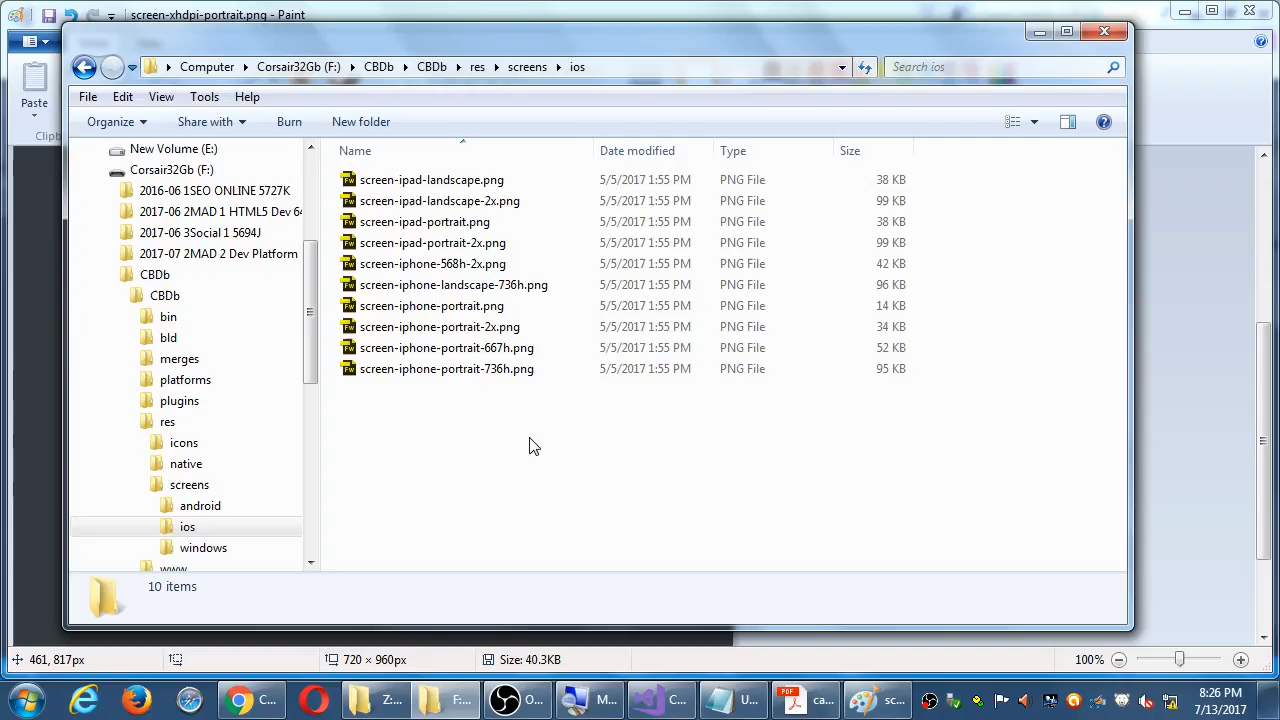 screen-xhdpi-portrait.png - Paint
Computer Corsair32Gb (F:) CBDb CBDb res screens ios
Search ios
File Edit View Tools Help
Organize Share with Burn New folder
Paste
Clipb
Name Date modified Type Size
New Volume (E:)
Corsair32Gb (F:)
2016-06 1SEO ONLINE 5727K
2017-06 2MAD 1 HTML5 Dev 64
2017-06 3Social 1 5694J
2017-07 2MAD 2 Dev Platform
CBDb
CBDb
bin
bld
merges
platforms
plugins
res
icons
native
screens
android
ios
windows
www
screen-ipad-landscape.png 5/5/2017 1:55 PM PNG File 38 KB
screen-ipad-landscape-2x.png 5/5/2017 1:55 PM PNG File 99 KB
screen-ipad-portrait.png 5/5/2017 1:55 PM PNG File 38 KB
screen-ipad-portrait-2x.png 5/5/2017 1:55 PM PNG File 99 KB
screen-iphone-568h-2x.png 5/5/2017 1:55 PM PNG File 42 KB
screen-iphone-landscape-736h.png 5/5/2017 1:55 PM PNG File 96 KB
screen-iphone-portrait.png 5/5/2017 1:55 PM PNG File 14 KB
screen-iphone-portrait-2x.png 5/5/2017 1:55 PM PNG File 34 KB
screen-iphone-portrait-667h.png 5/5/2017 1:55 PM PNG File 52 KB
screen-iphone-portrait-736h.png 5/5/2017 1:55 PM PNG File 95 KB
10 items
461, 817px 720 × 960px Size: 40.3KB 100%
C... Z... F:... O... M... C... U... PDF ca... sc...
8:26 PM
7/13/2017